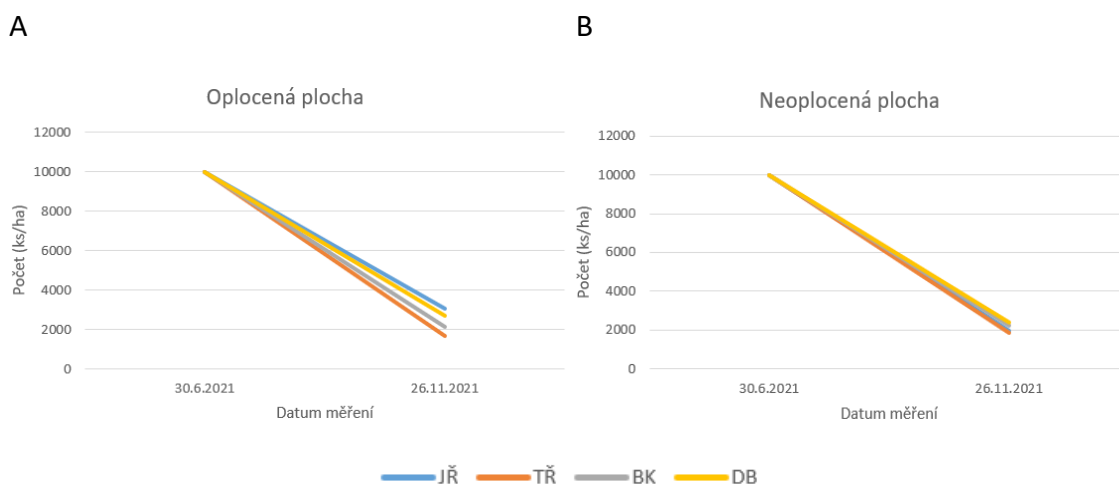 A
B
Oplocená plocha
12000
10000
8000
6000
4000
2000
0
Počet (ks/ha)
30.6.2021
26.11.2021
Datum měření
Neoplocená plocha
12000
10000
8000
6000
4000
2000
0
Počet (ks/ha)
30.6.2021
26.11.2021
Datum měření
JŘ TŘ BK DB